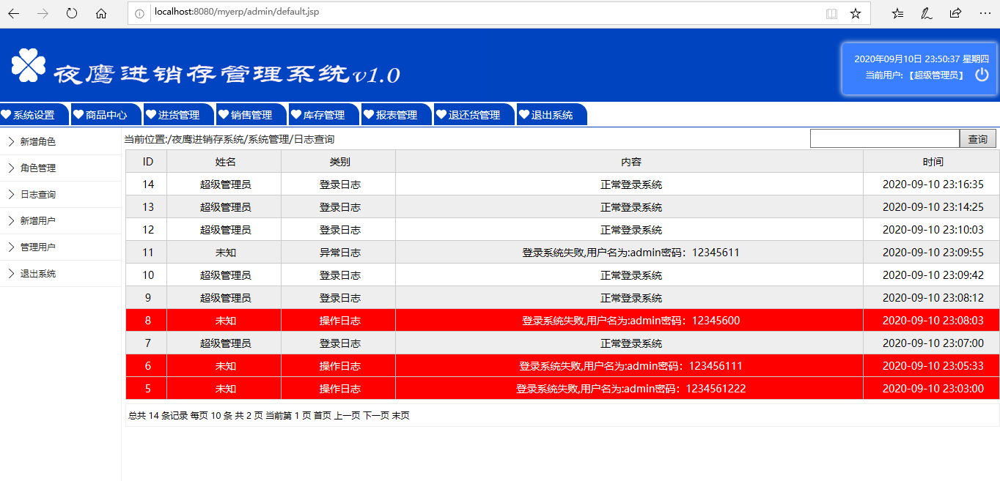 localhost:8080/myerp/admin/default.jsp
夜鹰进销存管理系统v1.0
2020年09月10日 23:50:37 星期四
当前用户:【超级管理员】
系统设置 商品中心 进货管理 销售管理 库存管理 报表管理 退还货管理 退出系统
新增角色
角色管理
日志查询
新增用户
管理用户
退出系统
当前位置:/夜鹰进销存系统/系统管理/日志查询 查询
ID 姓名 类别 内容 时间
14 超级管理员 登录日志 正常登录系统 2020-09-10 23:16:35
13 超级管理员 登录日志 正常登录系统 2020-09-10 23:14:25
12 超级管理员 登录日志 正常登录系统 2020-09-10 23:10:03
11 未知 异常日志 登录系统失败,用户名为:admin密码：12345611 2020-09-10 23:09:55
10 超级管理员 登录日志 正常登录系统 2020-09-10 23:09:42
9 超级管理员 登录日志 正常登录系统 2020-09-10 23:08:12
8 未知 操作日志 登录系统失败,用户名为:admin密码：12345600 2020-09-10 23:08:03
7 超级管理员 登录日志 正常登录系统 2020-09-10 23:07:00
6 未知 操作日志 登录系统失败,用户名为:admin密码：123456111 2020-09-10 23:05:33
5 未知 操作日志 登录系统失败,用户名为:admin密码：1234561222 2020-09-10 23:03:00
总共 14 条记录 每页 10 条 共 2 页 当前第 1 页 首页 上一页 下一页 末页